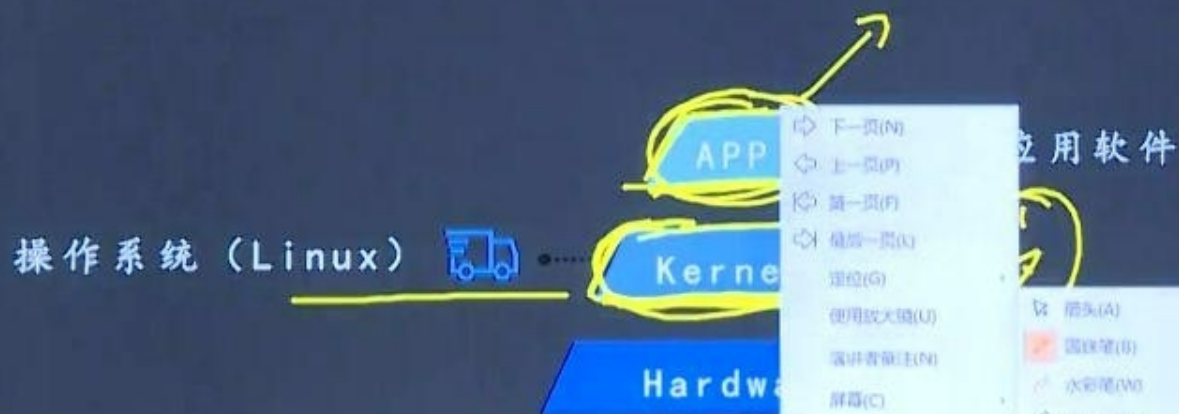 下一页(N)
APP
应用软件
上一页(P)
第一页(F)
最后一页(L)
操作系统（Linux）
Kerne
定位(G)
箭头(A)
使用放大镜(U)
圆珠笔(B)
演讲者备注(N)
Hardwa
水彩笔(W)
屏幕(C)